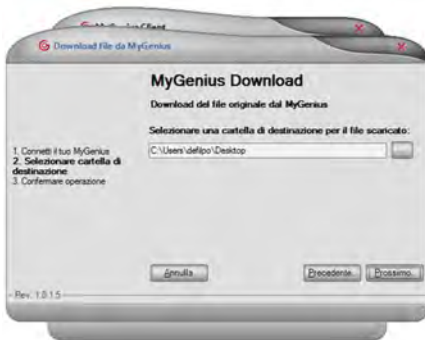 Download file da MyGenius
MyGenius Download
Download del file originale dal MyGenius
Selezionare una cartella di destinazione per il file scaricato:
C:\Users\defilpo\Desktop
1. Connetti il tuo MyGenius
2. Selezionare cartella di
destinazione
3. Confermare operazione
Annulla
Precedente
Prossimo
Rev. 1.0.1.5